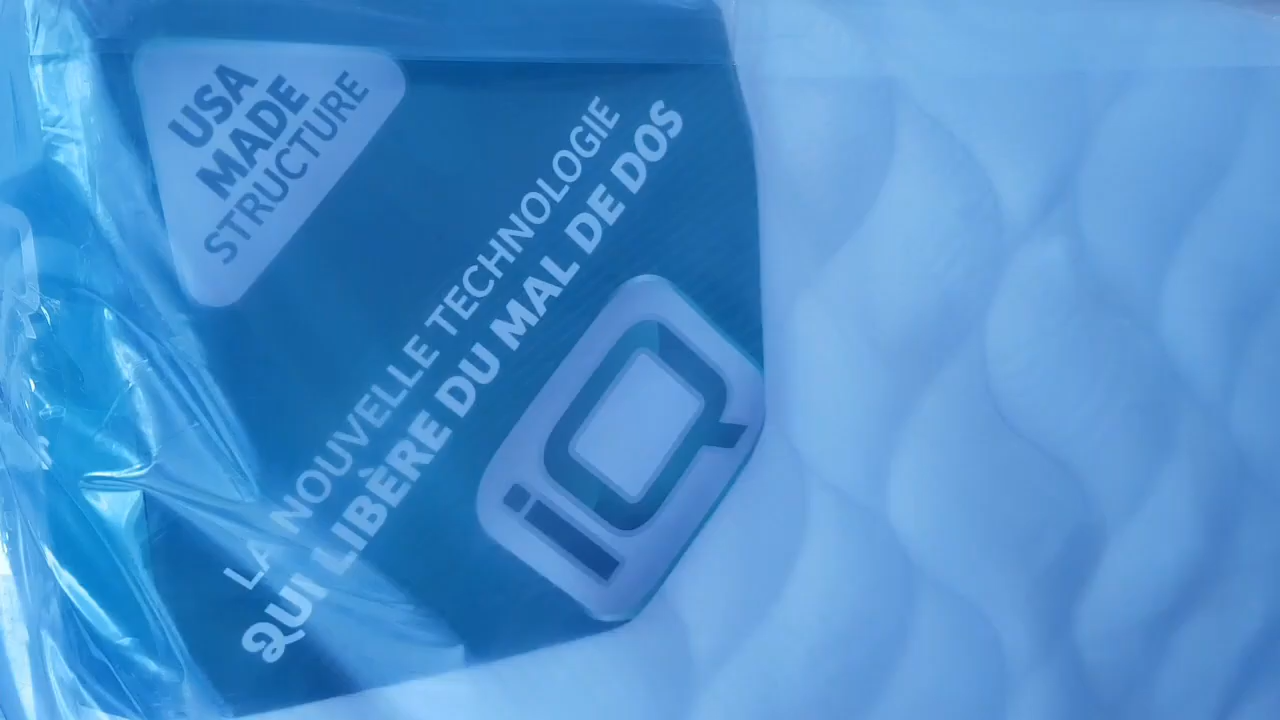 USA
MADE
STRUCTURE
LA NOUVELLE TECHNOLOGIE
QUI LIBÈRE DU MAL DE DOS
iQ